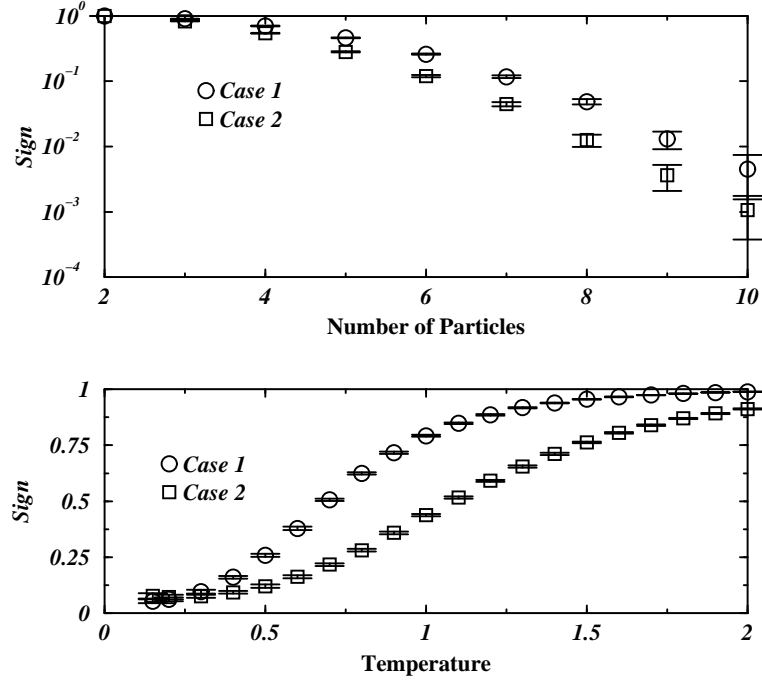 10^0
10^-1
10^-2
10^-3
10^-4
Sign
Case 1
Case 2
2 4 6 8 10
Number of Particles
1
0.75
0.5
0.25
0
Sign
Case 1
Case 2
0 0.5 1 1.5 2
Temperature